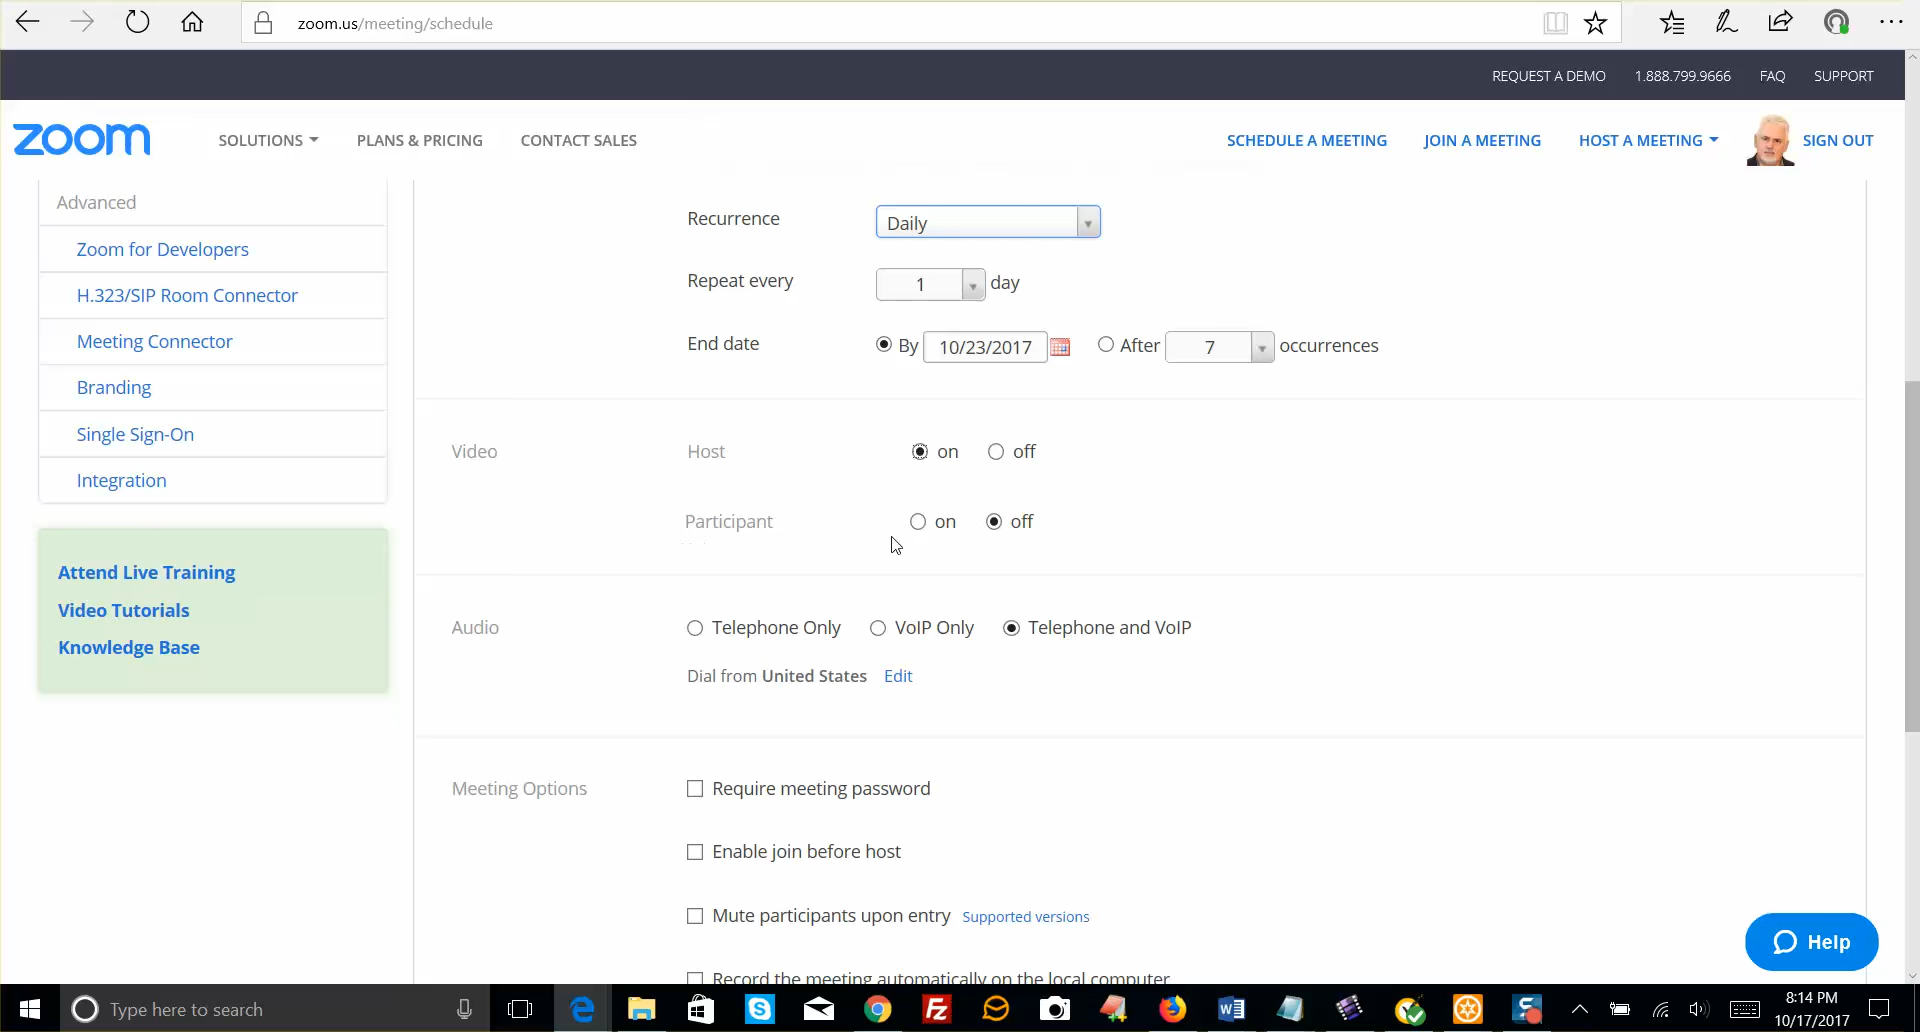 zoom.us/meeting/schedule
REQUEST A DEMO 1.888.799.9666 FAQ SUPPORT
zoom SOLUTIONS PLANS & PRICING CONTACT SALES SCHEDULE A MEETING JOIN A MEETING HOST A MEETING SIGN OUT
Advanced
Zoom for Developers
H.323/SIP Room Connector
Meeting Connector
Branding
Single Sign-On
Integration
Attend Live Training
Video Tutorials
Knowledge Base
Recurrence Daily
Repeat every 1 day
End date By 10/23/2017 After 7 occurrences
Video Host on off
Participant on off
Audio Telephone Only VoIP Only Telephone and VoIP
Dial from United States Edit
Meeting Options Require meeting password
Enable join before host
Mute participants upon entry Supported versions
Record the meeting automatically on the local computer
Help
Type here to search
8:14 PM
10/17/2017